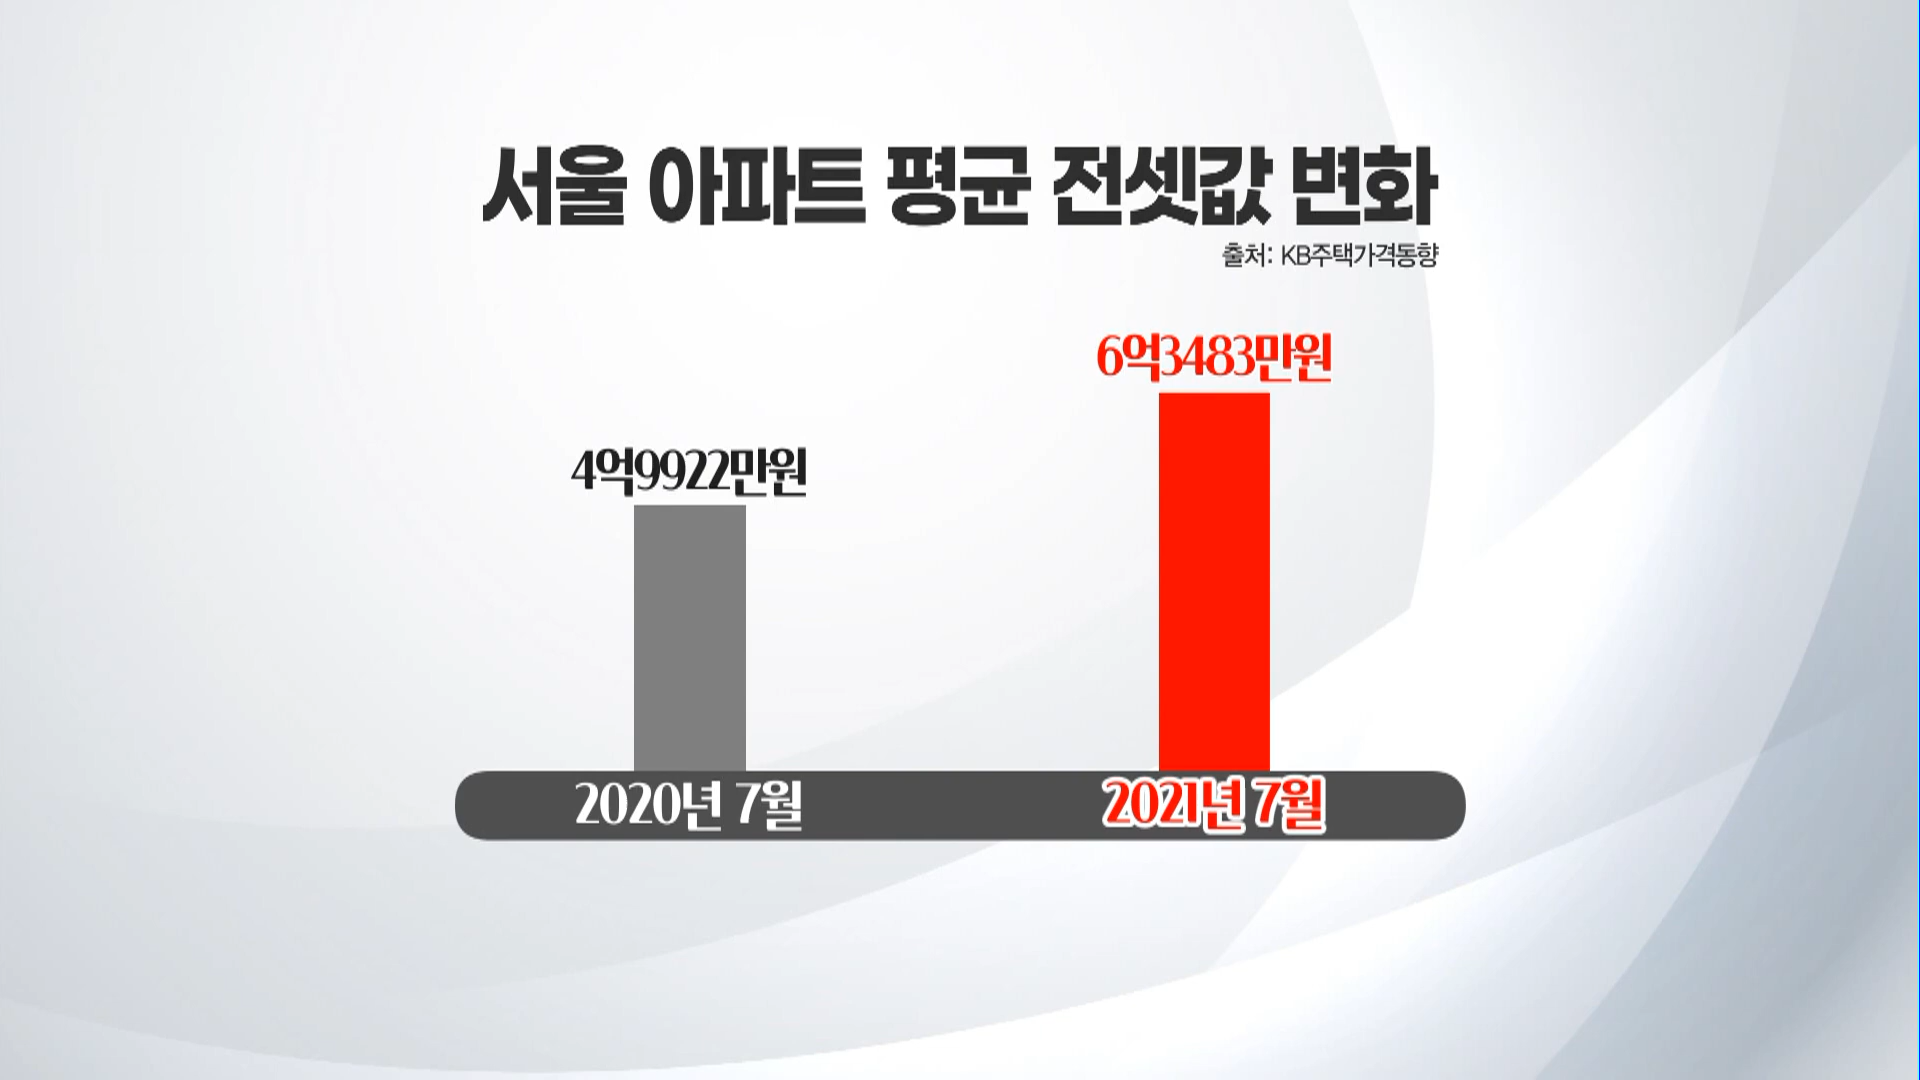 서울 아파트 평균 전셋값 변화
출처: KB주택가격동향
4억9922만원
6억3483만원
2020년 7월
2021년 7월